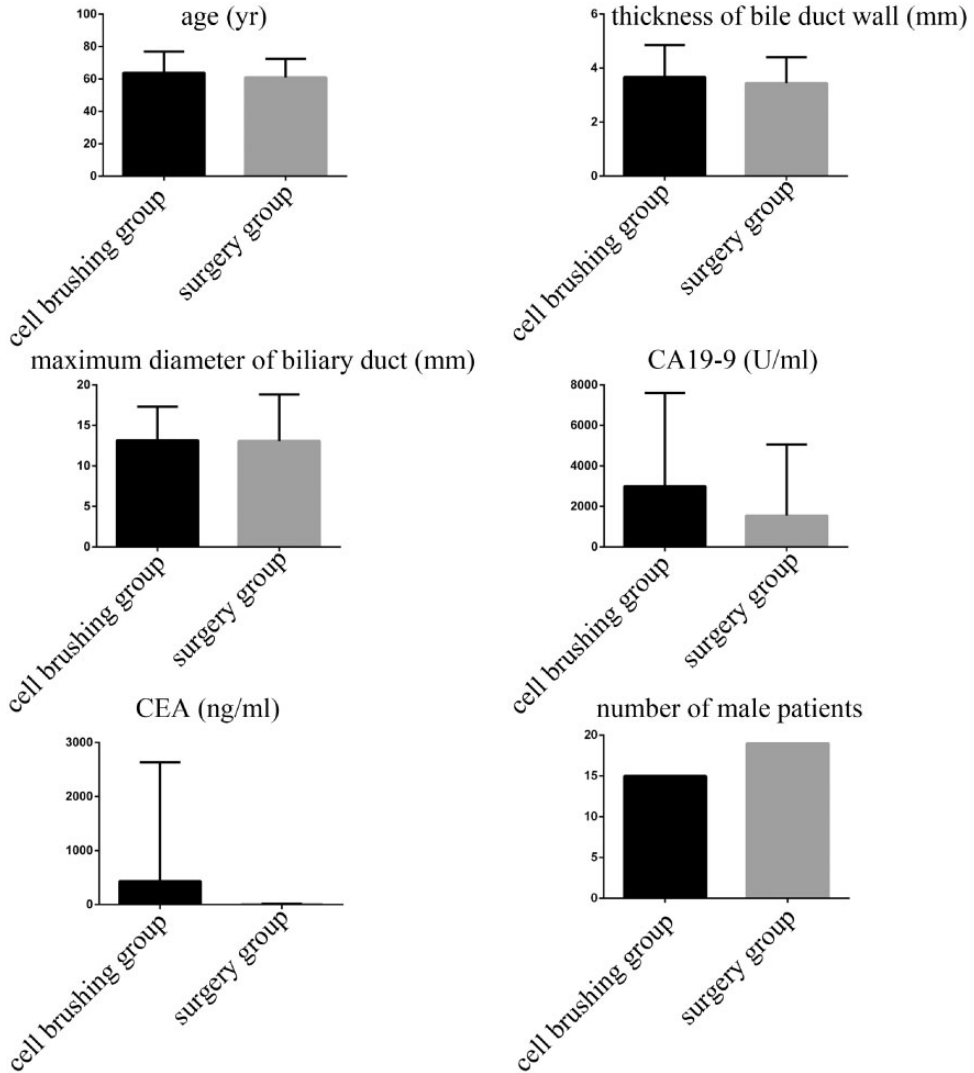 age (yr)
100
80
60
40
20
0
cell brushing group
surgery group
thickness of bile duct wall (mm)
6
4
2
0
cell brushing group
surgery group
maximum diameter of biliary duct (mm)
20
15
10
5
0
cell brushing group
surgery group
CA19-9 (U/ml)
8000
6000
4000
2000
0
cell brushing group
surgery group
CEA (ng/ml)
3000
2000
1000
0
cell brushing group
surgery group
number of male patients
20
15
10
5
0
cell brushing group
surgery group